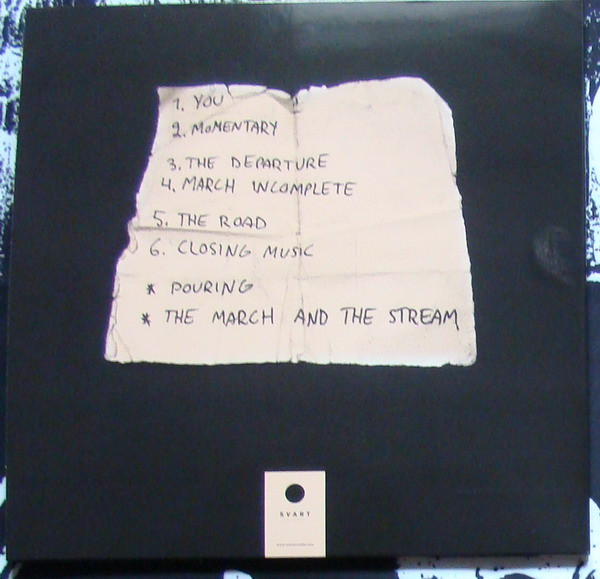 1. YOU
2. MOMENTARY
3. THE DEPARTURE
4. MARCH INCOMPLETE
5. THE ROAD
6. CLOSING MUSIC
* POURING
* THE MARCH AND THE STREAM
SVART